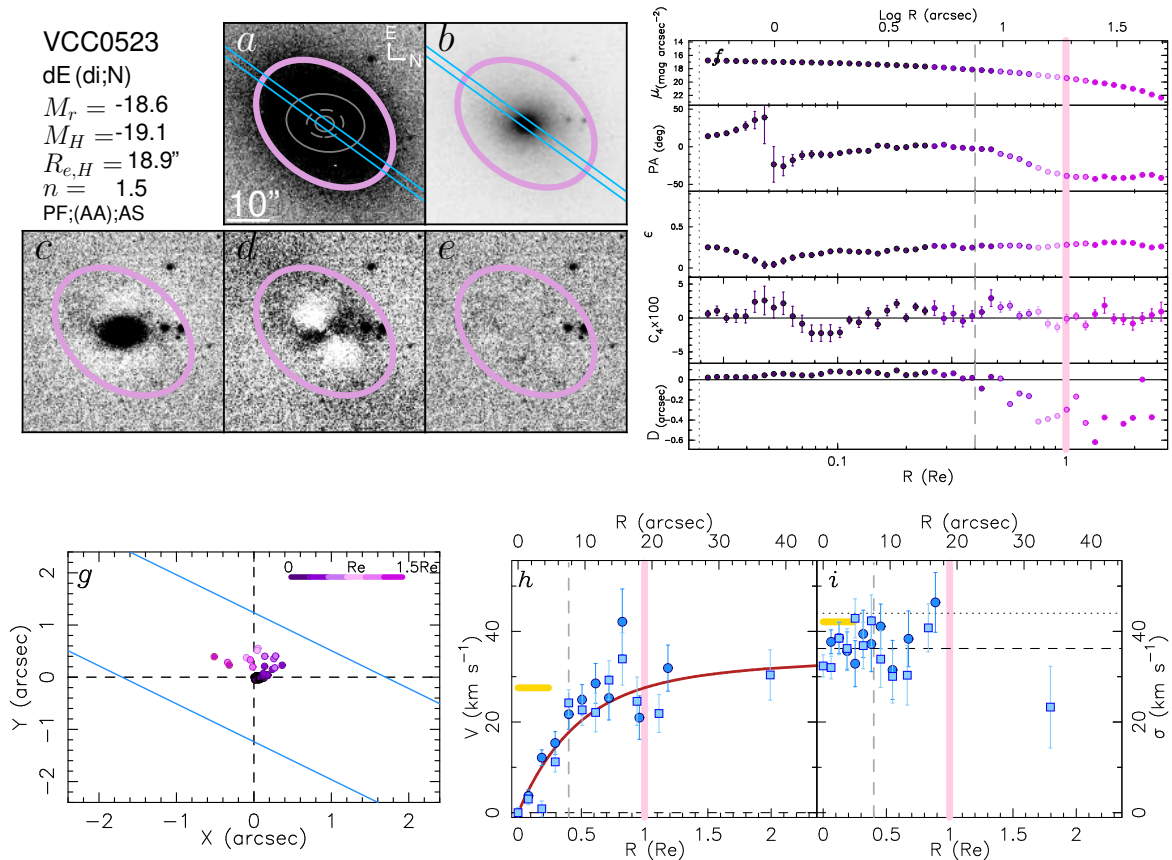 VCC0523
dE (di;N)
M_r = -18.6
M_H = -19.1
R_{e,H} = 18.9"
n = 1.5
PF;(AA);AS
a
E
N
10"
b
c
d
e
Log R (arcsec)
0 0.5 1 1.5
f
μ(mag arcsec⁻²)
14
16
18
20
22
PA (deg)
50
0
−50
ε
0.5
0
C₄×100
5
0
−5
D (arcsec)
0
−0.2
−0.4
−0.6
0.1 1
R (Re)
g
0 Re 1.5Re
Y (arcsec)
2
1
0
−1
−2
−2 −1 0 1 2
X (arcsec)
R (arcsec)
0 10 20 30 40
h
V (km s⁻¹)
40
20
0
0 0.5 1 1.5 2
R (Re)
R (arcsec)
0 10 20 30 40
i
σ (km s⁻¹)
40
20
0
0 0.5 1 1.5 2
R (Re)